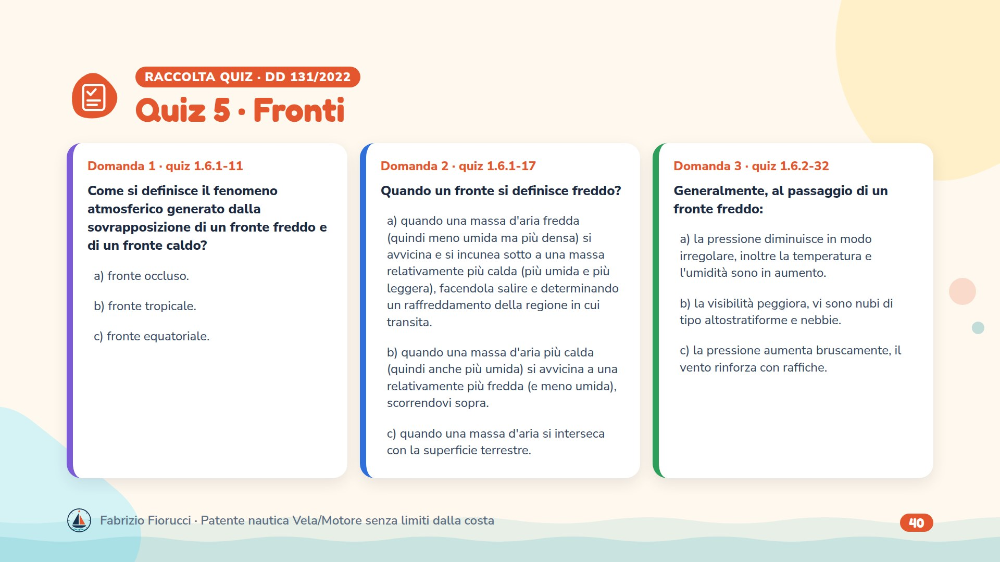 RACCOLTA QUIZ · DD 131/2022
Quiz 5 · Fronti
Domanda 1 · quiz 1.6.1-11
Come si definisce il fenomeno
atmosferico generato dalla
sovrapposizione di un fronte freddo e
di un fronte caldo?
a) fronte occluso.
b) fronte tropicale.
c) fronte equatoriale.
Domanda 2 · quiz 1.6.1-17
Quando un fronte si definisce freddo?
a) quando una massa d'aria fredda
(quindi meno umida ma più densa) si
avvicina e si incunea sotto a una massa
relativamente più calda (più umida e più
leggera), facendola salire e determinando
un raffreddamento della regione in cui
transita.
b) quando una massa d'aria più calda
(quindi anche più umida) si avvicina a una
relativamente più fredda (e meno umida),
scorrendovi sopra.
c) quando una massa d'aria si interseca
con la superficie terrestre.
Domanda 3 · quiz 1.6.2-32
Generalmente, al passaggio di un
fronte freddo:
a) la pressione diminuisce in modo
irregolare, inoltre la temperatura e
l'umidità sono in aumento.
b) la visibilità peggiora, vi sono nubi di
tipo altostratiforme e nebbie.
c) la pressione aumenta bruscamente, il
vento rinforza con raffiche.
Fabrizio Fiorucci · Patente nautica Vela/Motore senza limiti dalla costa
40